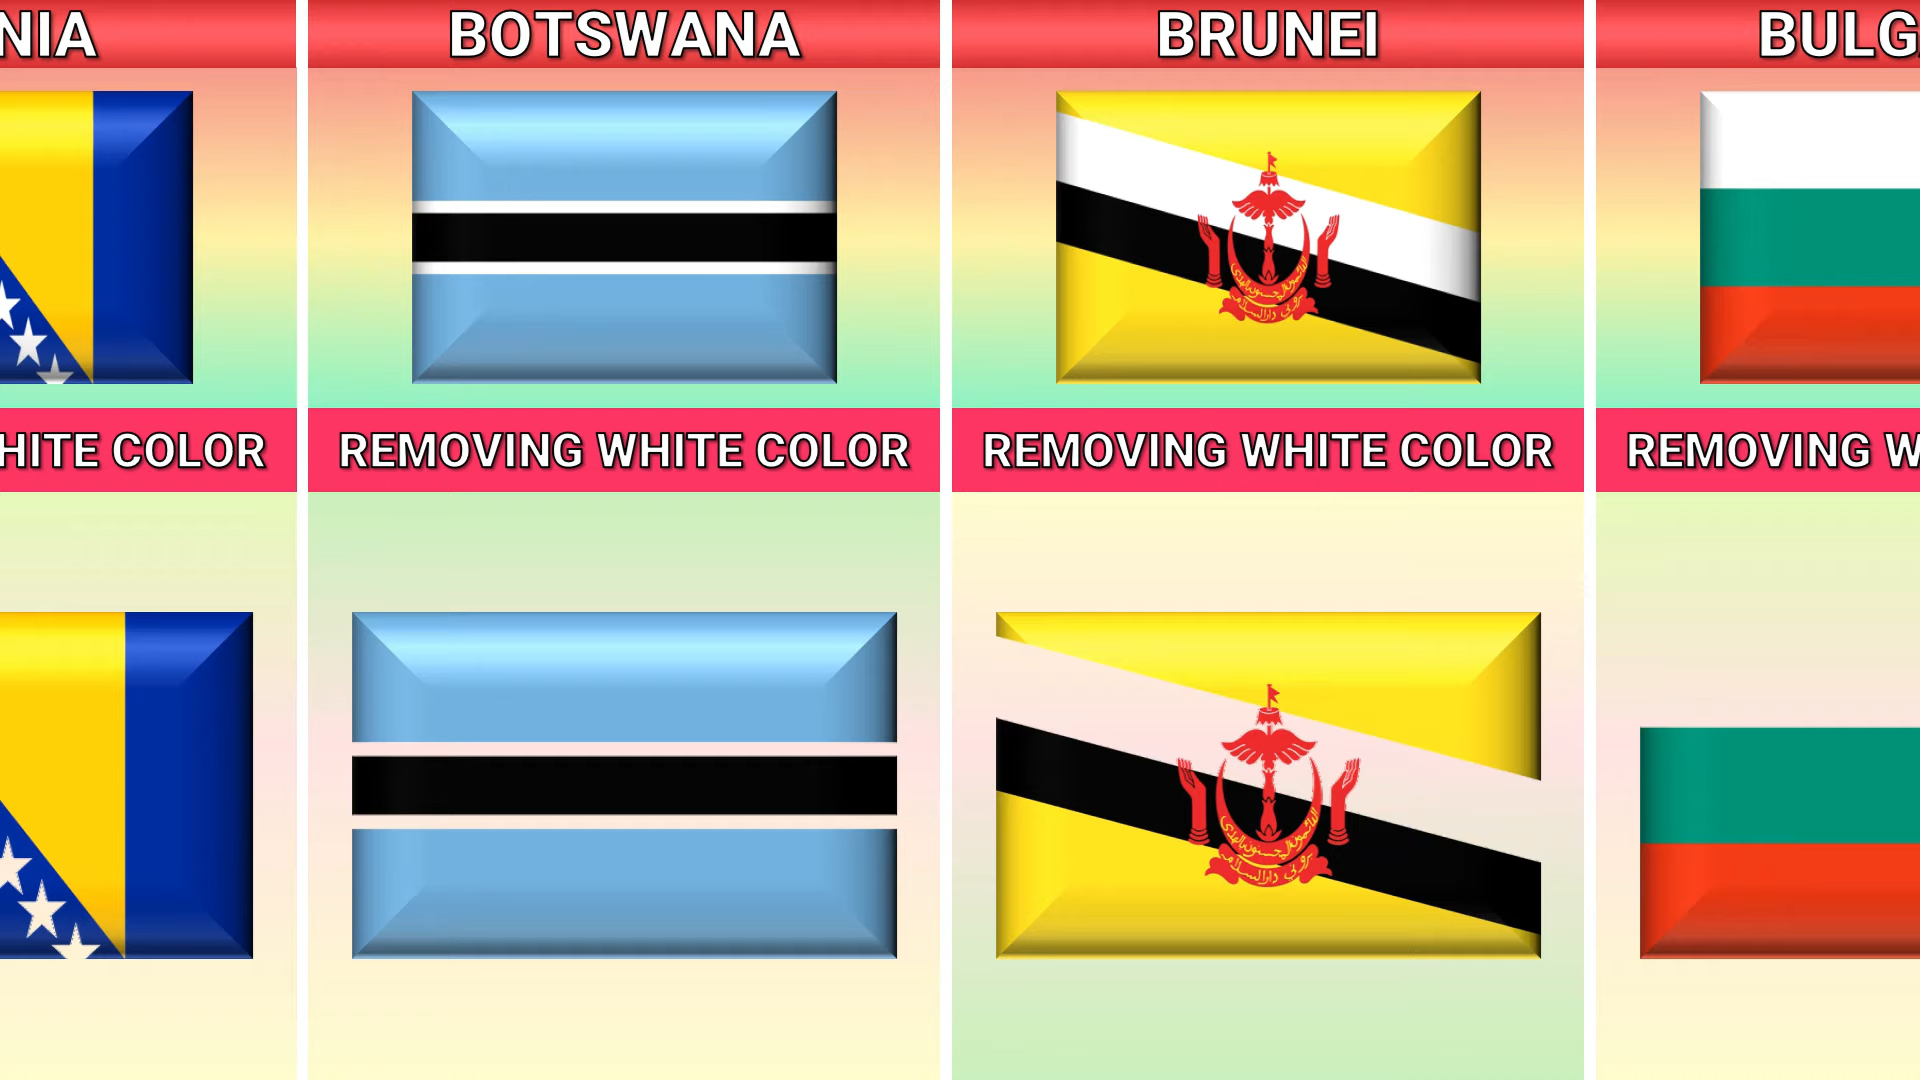 NIA
BOTSWANA
BRUNEI
BULG
HITE COLOR
REMOVING WHITE COLOR
REMOVING WHITE COLOR
REMOVING W